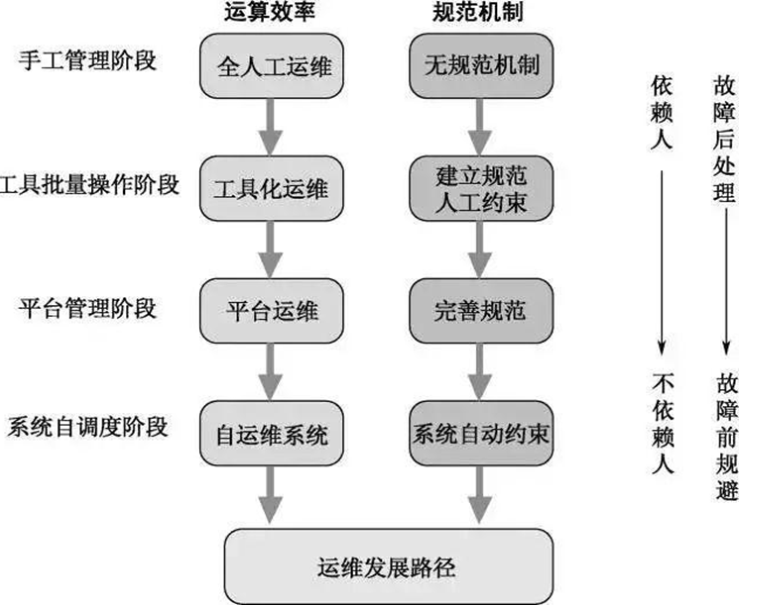 运算效率
规范机制
手工管理阶段
全人工运维
无规范机制
工具批量操作阶段
工具化运维
建立规范
人工约束
平台管理阶段
平台运维
完善规范
系统自调度阶段
自运维系统
系统自动约束
运维发展路径
依赖人
不依赖人
故障后处理
故障前规避